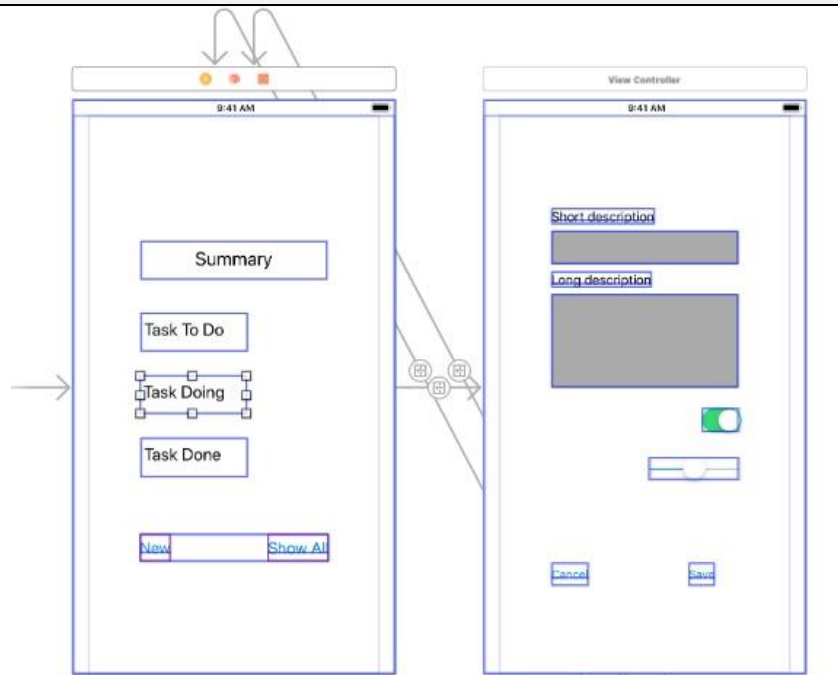 9:41 AM
Summary
Task To Do
Task Doing
Task Done
New
Show All
View Controller
9:41 AM
Short description
Long description
Cancel
Save